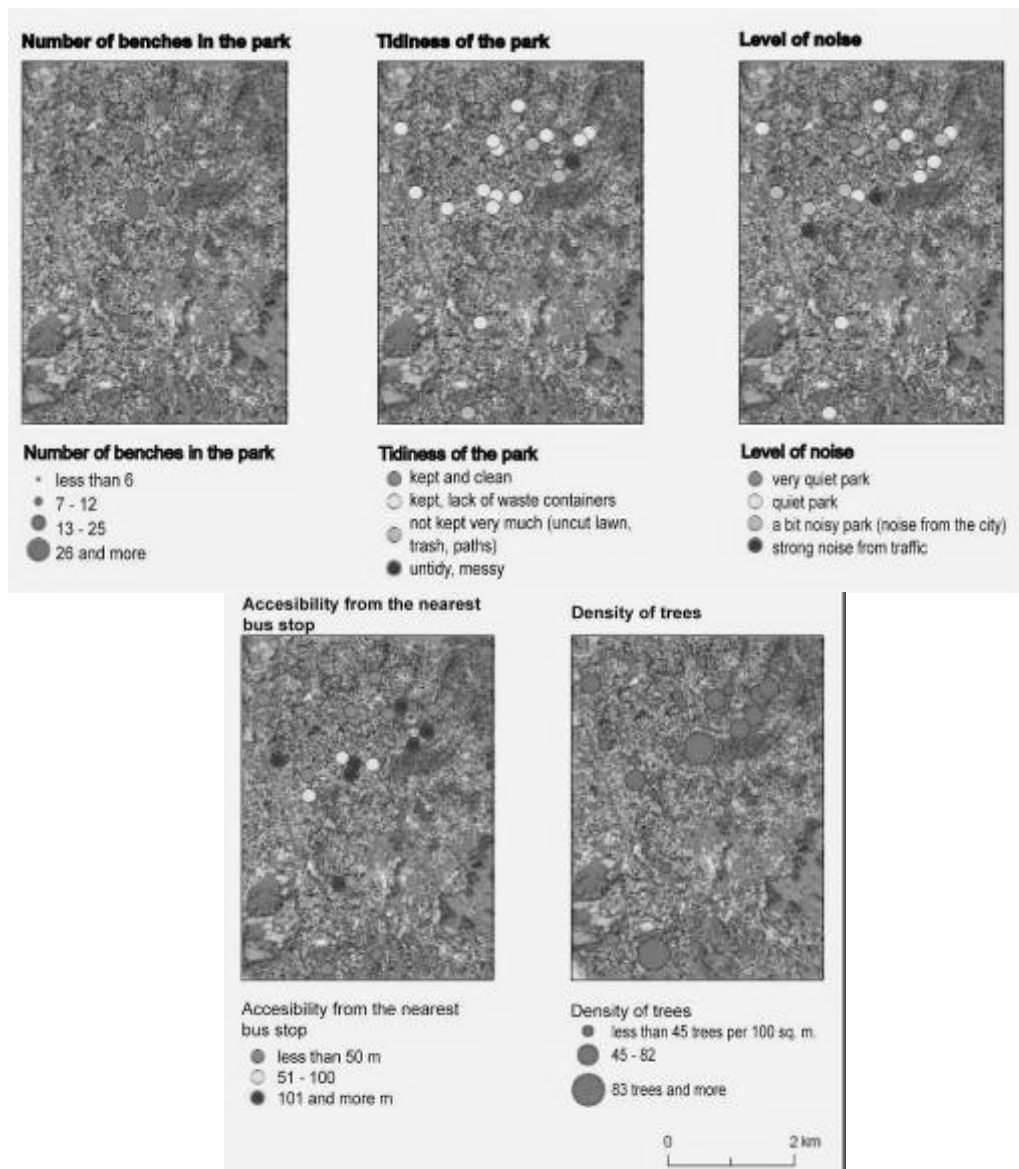 Number of benches in the park
Tidiness of the park
Level of noise
Number of benches in the park
less than 6
7 - 12
13 - 25
26 and more
Tidiness of the park
kept and clean
kept, lack of waste containers
not kept very much (uncut lawn,
trash, paths)
untidy, messy
Level of noise
very quiet park
quiet park
a bit noisy park (noise from the city)
strong noise from traffic
Accesibility from the nearest
bus stop
Density of trees
Accesibility from the nearest
bus stop
less than 50 m
51 - 100
101 and more m
Density of trees
less than 45 trees per 100 sq. m.
45 - 82
83 trees and more
0 2 km